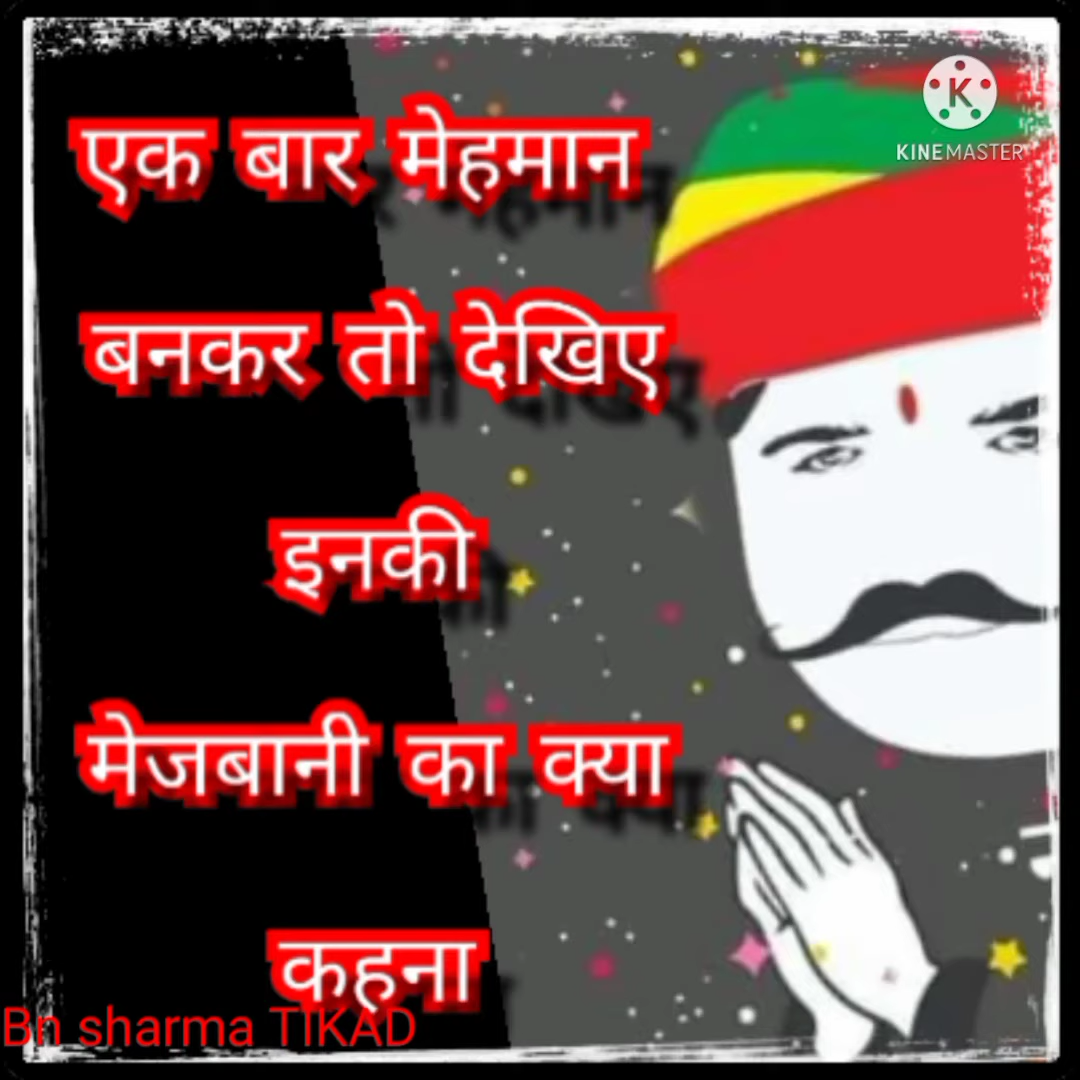 एक बार मेहमान
KINEMASTER
बनकर तो देखिए
इनकी
मेजबानी का क्या
कहना
Bn sharma TIKAD